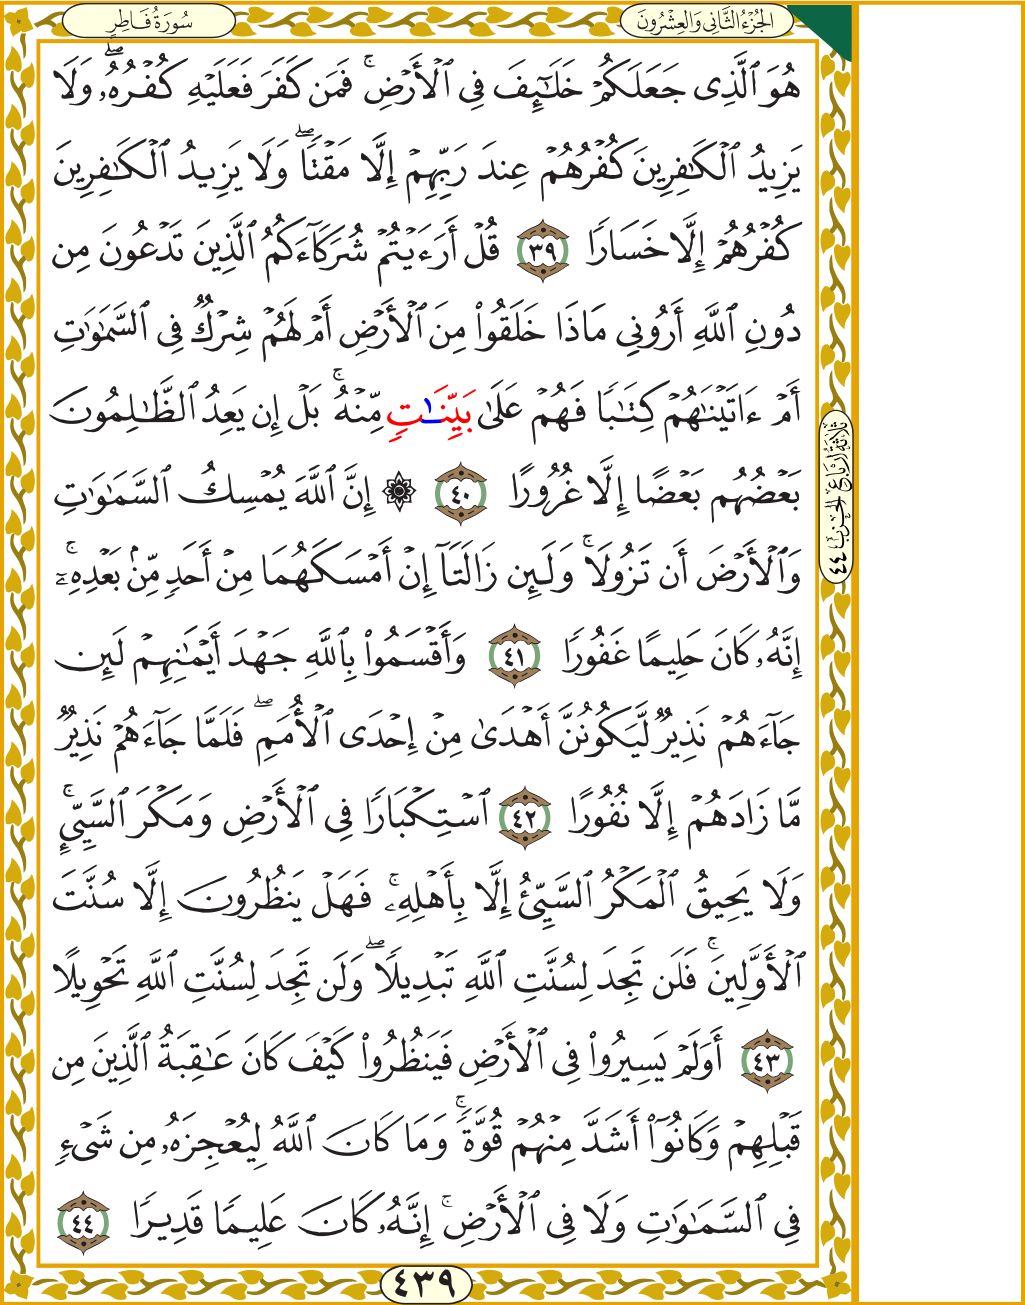 سُورَةُ فَاطِرٍ
الجُزْءُ الثَّانِي وَالعِشْرُونَ
هُوَ ٱلَّذِى جَعَلَكُمْ خَلَٰٓئِفَ فِى ٱلْأَرْضِ ۚ فَمَن كَفَرَ فَعَلَيْهِ كُفْرُهُۥ ۖ وَلَا
يَزِيدُ ٱلْكَٰفِرِينَ كُفْرُهُمْ عِندَ رَبِّهِمْ إِلَّا مَقْتًا ۖ وَلَا يَزِيدُ ٱلْكَٰفِرِينَ
كُفْرُهُمْ إِلَّا خَسَارًا ٣٩ قُلْ أَرَءَيْتُمْ شُرَكَآءَكُمُ ٱلَّذِينَ تَدْعُونَ مِن
دُونِ ٱللَّهِ أَرُونِى مَاذَا خَلَقُوا۟ مِنَ ٱلْأَرْضِ أَمْ لَهُمْ شِرْكٌ فِى ٱلسَّمَٰوَٰتِ
أَمْ ءَاتَيْنَٰهُمْ كِتَٰبًا فَهُمْ عَلَىٰ بَيِّنَـٰتٍ مِّنْهُ ۚ بَلْ إِن يَعِدُ ٱلظَّٰلِمُونَ
بَعْضُهُم بَعْضًا إِلَّا غُرُورًا ٤٠ ۞ إِنَّ ٱللَّهَ يُمْسِكُ ٱلسَّمَٰوَٰتِ
وَٱلْأَرْضَ أَن تَزُولَا ۚ وَلَئِن زَالَتَآ إِنْ أَمْسَكَهُمَا مِنْ أَحَدٍ مِّنۢ بَعْدِهِۦٓ ۚ
إِنَّهُۥ كَانَ حَلِيمًا غَفُورًا ٤١ وَأَقْسَمُوا۟ بِٱللَّهِ جَهْدَ أَيْمَٰنِهِمْ لَئِن
جَآءَهُمْ نَذِيرٌ لَّيَكُونُنَّ أَهْدَىٰ مِنْ إِحْدَى ٱلْأُمَمِ ۖ فَلَمَّا جَآءَهُمْ نَذِيرٌ
مَّا زَادَهُمْ إِلَّا نُفُورًا ٤٢ ٱسْتِكْبَارًا فِى ٱلْأَرْضِ وَمَكْرَ ٱلسَّيِّئِ ۚ
وَلَا يَحِيقُ ٱلْمَكْرُ ٱلسَّيِّئُ إِلَّا بِأَهْلِهِۦ ۚ فَهَلْ يَنظُرُونَ إِلَّا سُنَّتَ
ٱلْأَوَّلِينَ ۚ فَلَن تَجِدَ لِسُنَّتِ ٱللَّهِ تَبْدِيلًا ۖ وَلَن تَجِدَ لِسُنَّتِ ٱللَّهِ تَحْوِيلًا
٤٣ أَوَلَمْ يَسِيرُوا۟ فِى ٱلْأَرْضِ فَيَنظُرُوا۟ كَيْفَ كَانَ عَٰقِبَةُ ٱلَّذِينَ مِن
قَبْلِهِمْ وَكَانُوٓا۟ أَشَدَّ مِنْهُمْ قُوَّةً ۚ وَمَا كَانَ ٱللَّهُ لِيُعْجِزَهُۥ مِن شَىْءٍ
فِى ٱلسَّمَٰوَٰتِ وَلَا فِى ٱلْأَرْضِ ۚ إِنَّهُۥ كَانَ عَلِيمًا قَدِيرًا ٤٤
ثلاثة أرباع الحزب ٤٤
٤٣٩